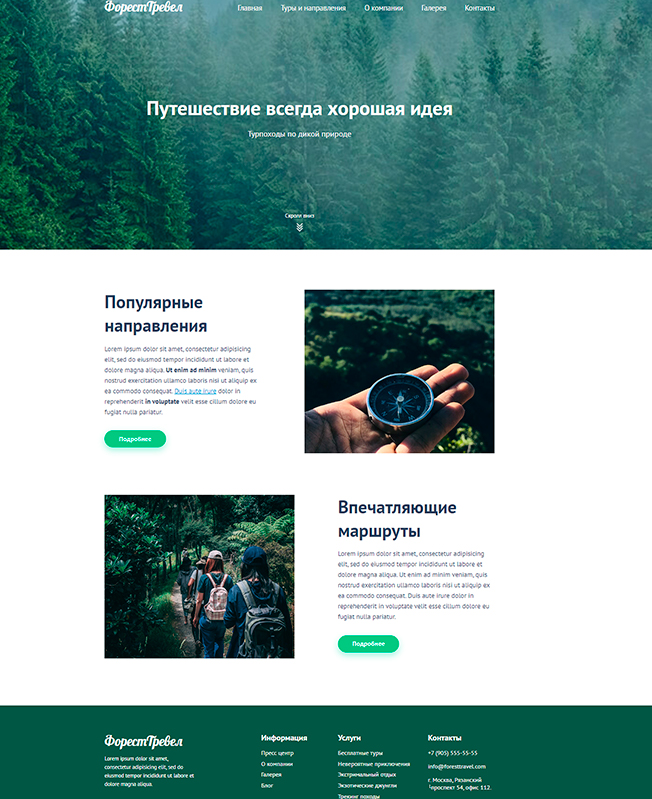 ФорестТревел
Главная Туры и направления О компании Галерея Контакты
Путешествие всегда хорошая идея
Турпоходы по дикой природе
Скролл вниз
Популярные
направления
Lorem ipsum dolor sit amet, consectetur adipisicing
elit, sed do eiusmod tempor incididunt ut labore et
dolore magna aliqua. Ut enim ad minim veniam, quis
nostrud exercitation ullamco laboris nisi ut aliquip ex
ea commodo consequat. Duis aute irure dolor in
reprehenderit in voluptate velit esse cillum dolore eu
fugiat nulla pariatur.
Подробнее
Впечатляющие
маршруты
Lorem ipsum dolor sit amet, consectetur adipisicing
elit, sed do eiusmod tempor incididunt ut labore et
dolore magna aliqua. Ut enim ad minim veniam, quis
nostrud exercitation ullamco laboris nisi ut aliquip ex
ea commodo consequat. Duis aute irure dolor in
reprehenderit in voluptate velit esse cillum dolore eu
fugiat nulla pariatur.
Подробнее
ФорестТревел
Lorem ipsum dolor sit amet,
consectetur adipisicing elit, sed do
eiusmod tempor incididunt ut labore et
dolore magna aliqua.
Информация
Пресс центр
О компании
Галерея
Блог
Услуги
Бесплатные туры
Невероятные приключения
Экстримальный отдых
Экзотические джунгли
Трекинг походы
Контакты
+7 (905) 555-55-55
info@foresttravel.com
г. Москва, Рязанский
проспект 54, офис 112.